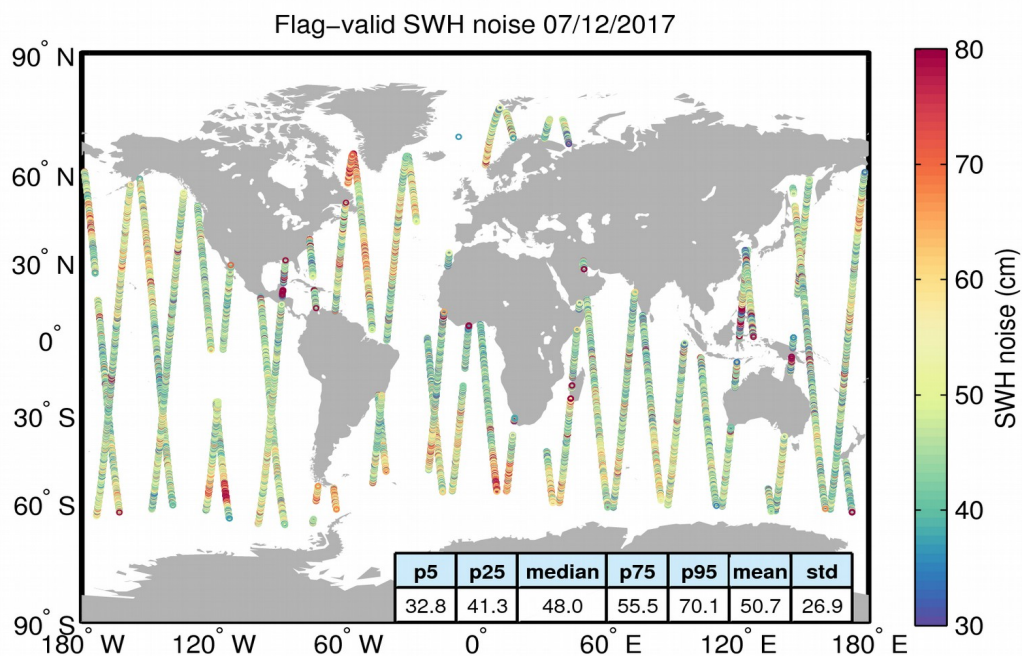 Flag−valid SWH noise 07/12/2017
90° N
60° N
30° N
0°
30° S
60° S
90° S
180° W
120° W
60° W
0°
60° E
120° E
180° E
p5 p25 median p75 p95 mean std
32.8 41.3 48.0 55.5 70.1 50.7 26.9
80
70
60
50
40
30
SWH noise (cm)